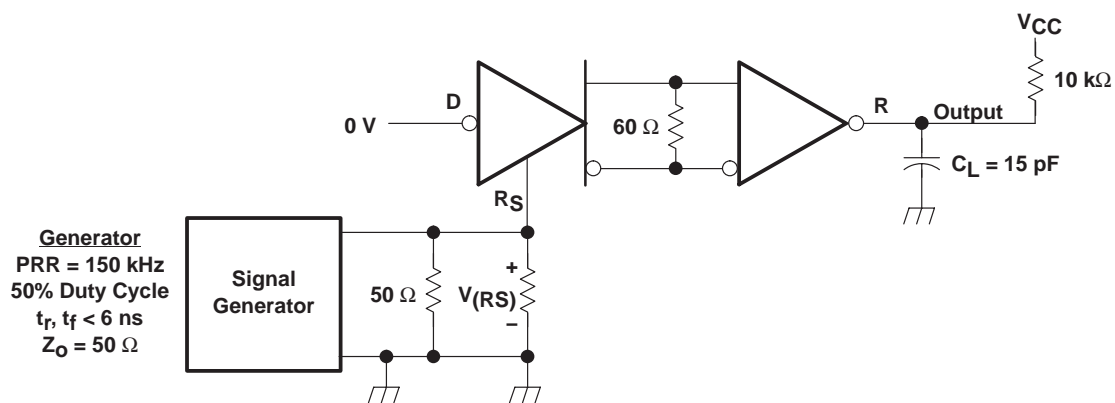 VCC
10 kΩ
D
R
Output
0 V
60 Ω
CL = 15 pF
RS
Generator
PRR = 150 kHz
50% Duty Cycle
tr, tf < 6 ns
Zo = 50 Ω
Signal
Generator
50 Ω
+
V(RS)
−